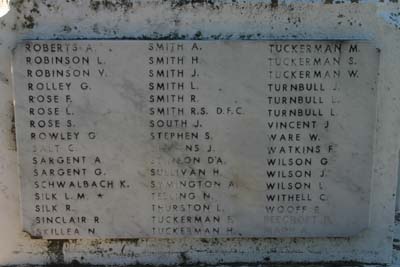 ROBERTS A.
ROBINSON L.
ROBINSON V.
ROLLEY G.
ROSE F.
ROSE L.
ROSE S.
ROWLEY G
SALT C.
SARGENT A
SARGENT G.
SCHWALBACH K.
SILK L.M. *
SILK R.
SINCLAIR R
SKILLEA N.
SMITH A.
SMITH H.
SMITH J.
SMITH L.
SMITH R.
SMITH R.S. D.F.C.
SOUTH J.
STEPHEN S.
J.
D'A.
SULLIVAN H.
SYMINGTON A.
N.
THURSTON L.
TUCKERMAN F.
TUCKERMAN H.
TUCKERMAN M.
TUCKERMAN S.
TUCKERMAN W.
TURNBULL J.
TURNBULL L.
TURNBULL L.
VINCENT J
WARE W.
WATKINS F.
WILSON G.
WILSON J.
WILSON L.
WITHELL C.
WOOFF E.
BEECROFT H.